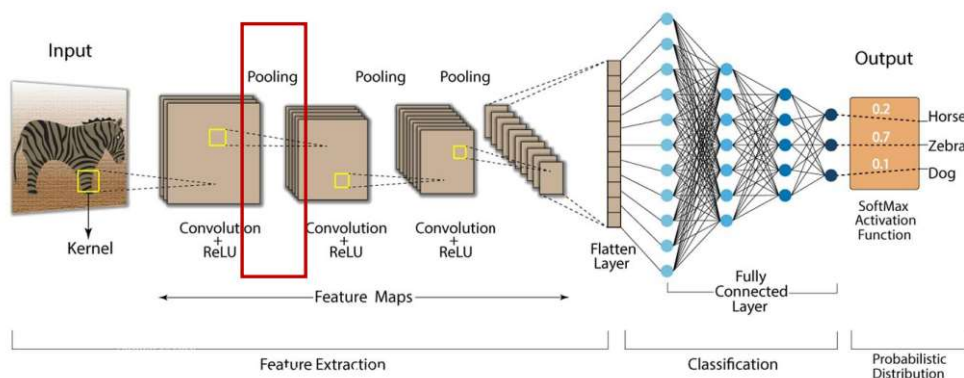 Input
Pooling
Pooling
Pooling
Output
0.2
Horse
0.7
Zebra
0.1
Dog
SoftMax
Activation
Function
Kernel
Convolution
+
ReLU
Convolution
+
ReLU
Convolution
+
ReLU
Flatten
Layer
Fully
Connected
Layer
Feature Maps
Feature Extraction
Classification
Probabilistic
Distribution